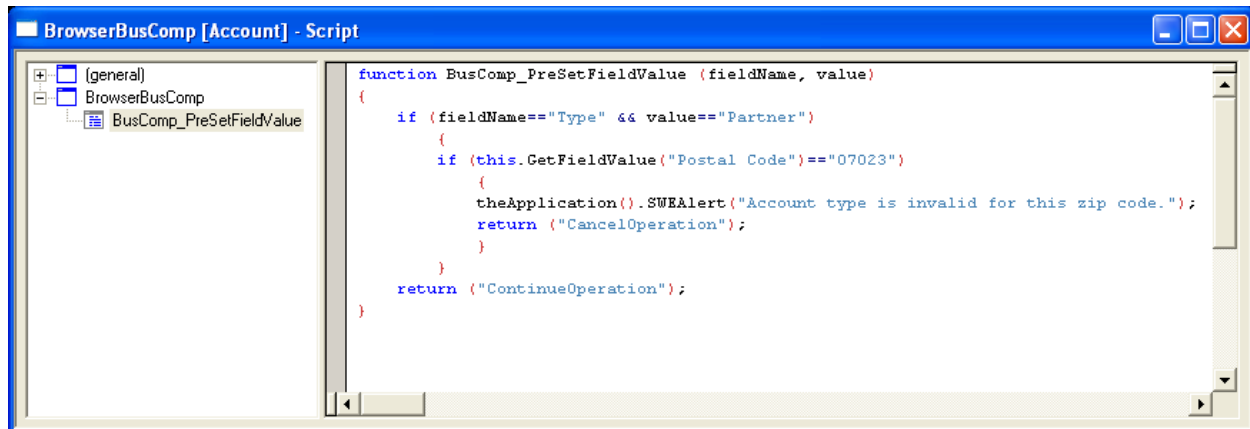 BrowserBusComp [Account] - Script
(general)
BrowserBusComp
BusComp_PreSetFieldValue
function BusComp_PreSetFieldValue (fieldName, value)
{
if (fieldName=="Type" && value=="Partner")
{
if (this.GetFieldValue("Postal Code")=="07023")
{
theApplication().SWEAlert("Account type is invalid for this zip code.");
return ("CancelOperation");
}
}
return ("ContinueOperation");
}